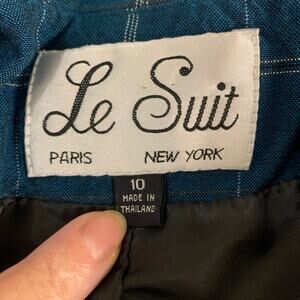 Le Suit
PARIS NEW YORK
10
MADE IN
THAILAND